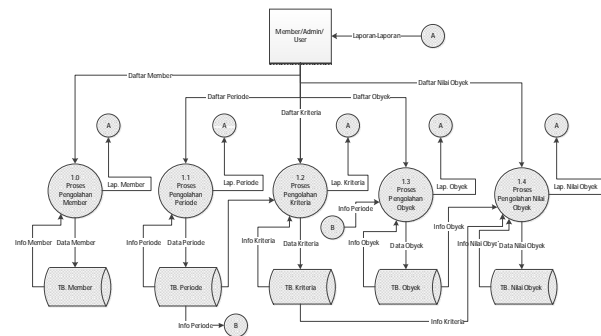 Member/Admin/
User
Laporan-Laporan
A
Daftar Member
Daftar Nilai Obyek
Daftar Periode
Daftar Obyek
Daftar Kriteria
A
A
A
A
A
1.0
Proses
Pengolahan
Member
Lap. Member
1.1
Proses
Pengolahan
Periode
Lap. Periode
1.2
Proses
Pengolahan
Kriteria
Lap. Kriteria
1.3
Proses
Pengolahan
Obyek
Lap. Obyek
1.4
Proses
Pengolahan Nilai
Obyek
Lap. Nilai Obyek
Info Periode
B
Info Member
Data Member
Info Periode
Data Periode
Info Kriteria
Data Kriteria
Info Obyek
Data Obyek
Info Obyek
Info Nilai Obyek
Data Nilai Obyek
TB. Member
TB. Periode
TB. Kriteria
TB. Obyek
TB. Nilai Obyek
Info Periode
B
Info Kriteria